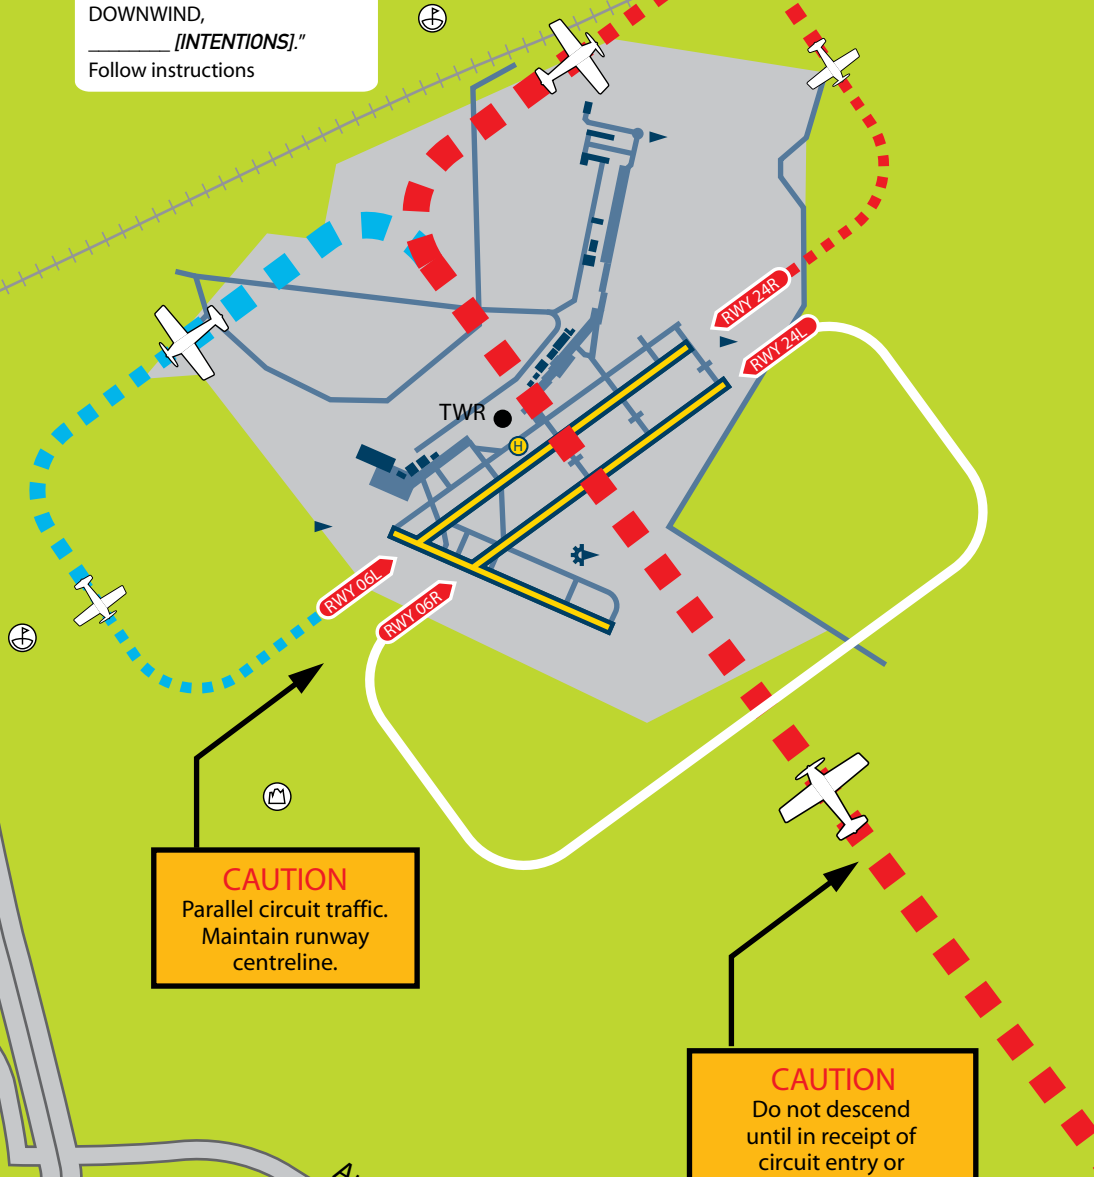 DOWNWIND,
________ [INTENTIONS]."
Follow instructions
RWY 24R
RWY 24L
TWR
H
RWY 06L
RWY 06R
CAUTION
Parallel circuit traffic.
Maintain runway
centreline.
CAUTION
Do not descend
until in receipt of
circuit entry or